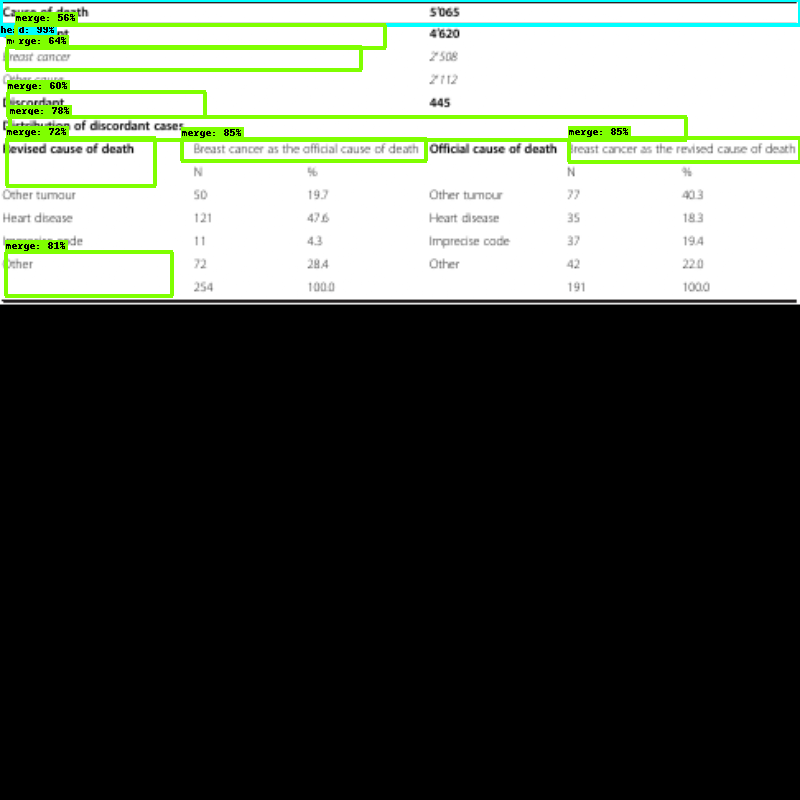 merge: 56%
Cause of death 5'065
head: 99%
4'620
merge: 64%
Breast cancer 2'508
Other cause 2'112
merge: 60%
Discordant 445
merge: 78%
Distribution of discordant cases
merge: 72% merge: 85% merge: 85%
Revised cause of death Breast cancer as the official cause of death Official cause of death Breast cancer as the revised cause of death
N % N %
Other tumour 50 19.7 Other tumour 77 40.3
Heart disease 121 47.6 Heart disease 35 18.3
Imprecise code 11 4.3 Imprecise code 37 19.4
merge: 81%
Other 72 28.4 Other 42 22.0
254 100.0 191 100.0